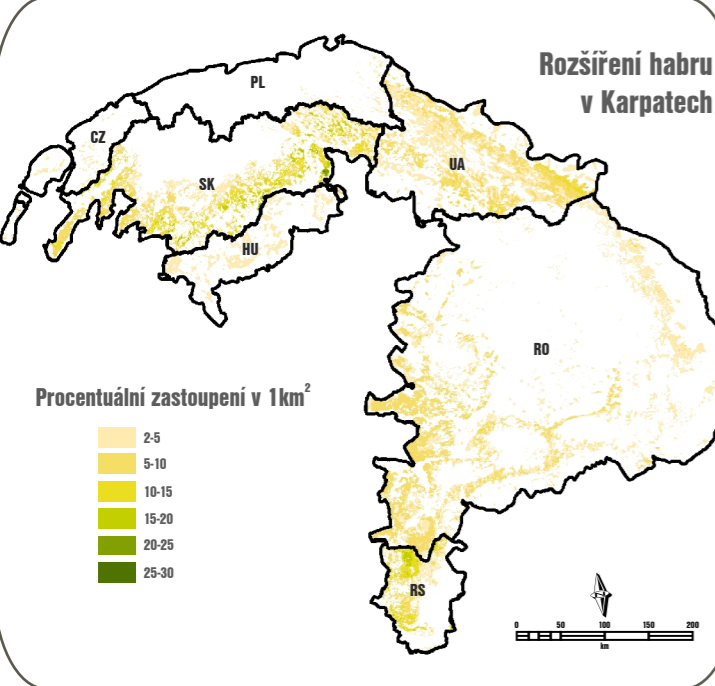 Rozšíření habru
v Karpatech
PL
CZ
SK
UA
HU
RO
RS
Procentuální zastoupení v 1km²
2-5
5-10
10-15
15-20
20-25
25-30
0 50 100 150 200
km